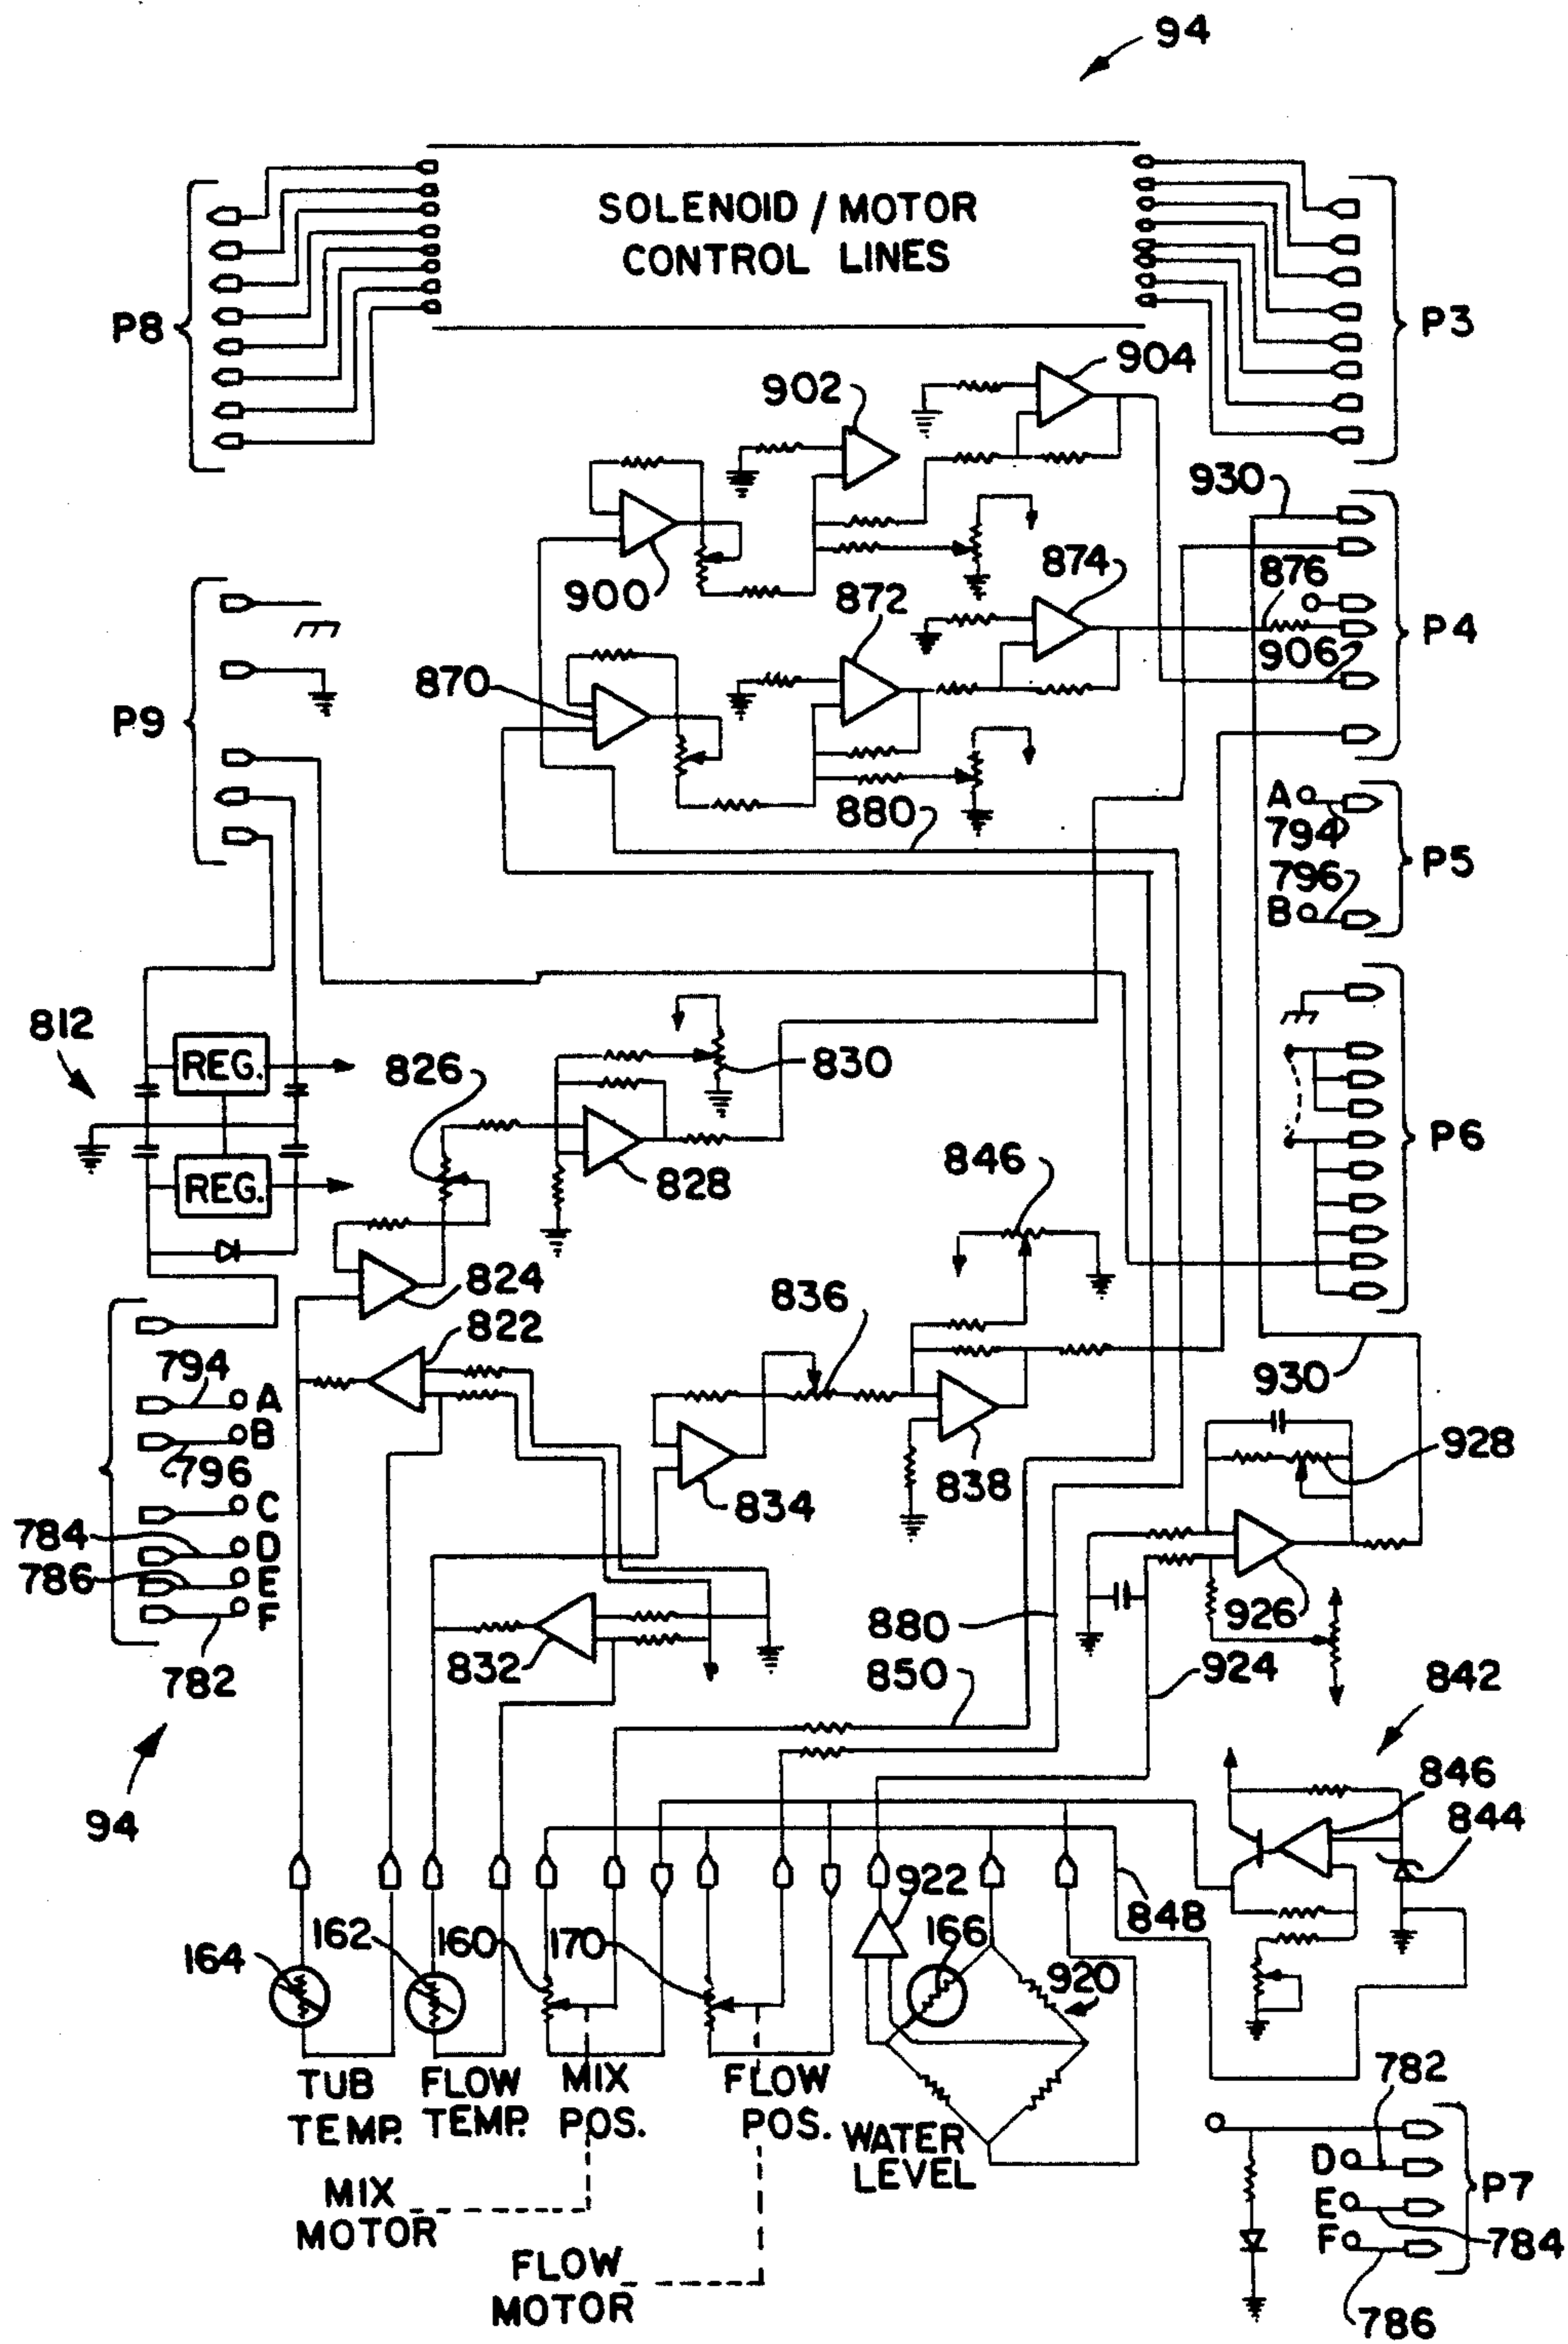 94
SOLENOID / MOTOR
CONTROL LINES
P8
P3
904
902
930
900
874
876
872
P4
906
870
P9
880
A
794
P5
796
B
812
REG.
826
830
P6
846
REG.
828
824
836
822
930
794
A
B
796
928
838
834
C
784
D
786
E
F
880
926
832
782
850
924
842
846
94
844
922
848
164
162
160
170
166
920
TUB
TEMP.
FLOW
TEMP.
MIX
POS.
FLOW
POS.
WATER
LEVEL
782
D
P7
MIX
MOTOR
E
784
F
FLOW
MOTOR
786